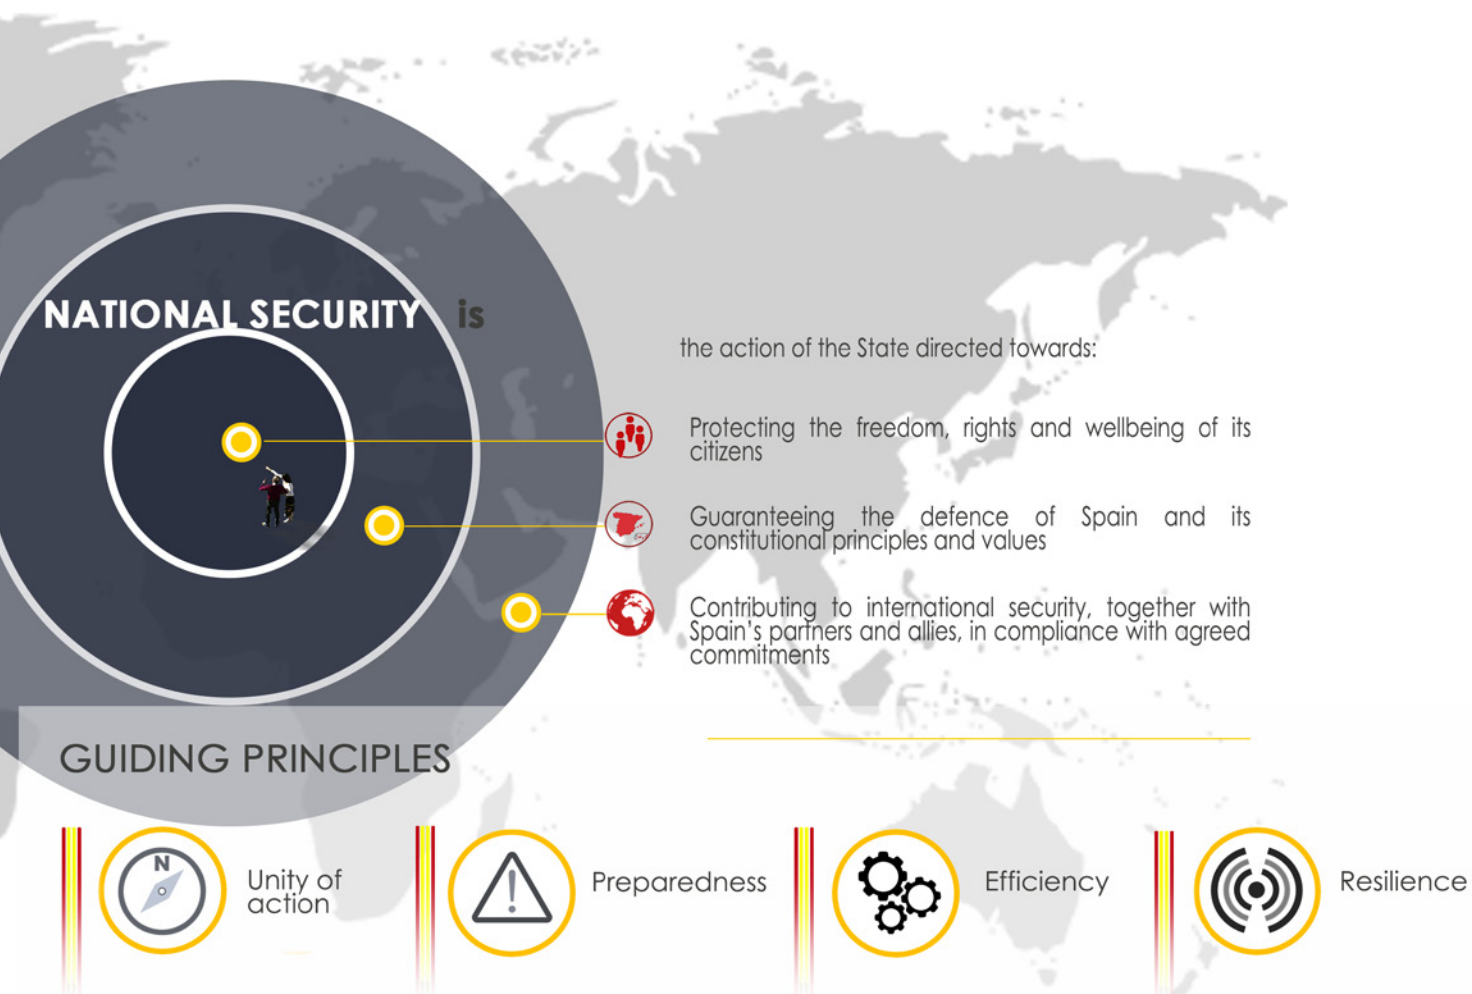 NATIONAL SECURITY is
the action of the State directed towards:
Protecting the freedom, rights and wellbeing of its
citizens
Guaranteeing the defence of Spain and its
constitutional principles and values
Contributing to international security, together with
Spain's partners and allies, in compliance with agreed
commitments
GUIDING PRINCIPLES
N
Unity of
action
Preparedness
Efficiency
Resilience